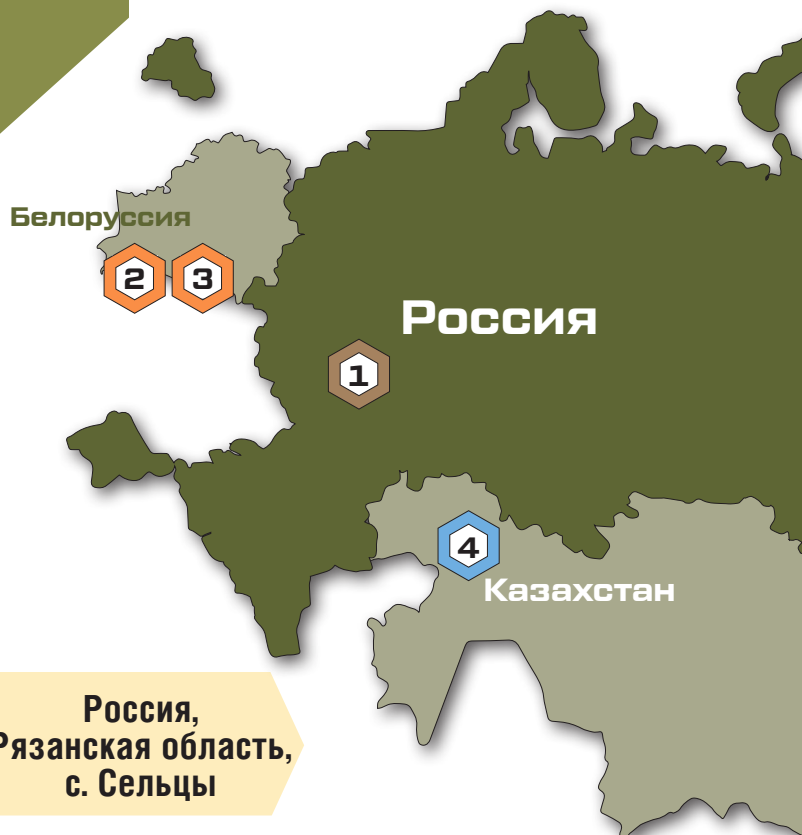 Белоруссия
2 3
Россия
1
4
Казахстан
Россия,
Рязанская область,
с. Сельцы